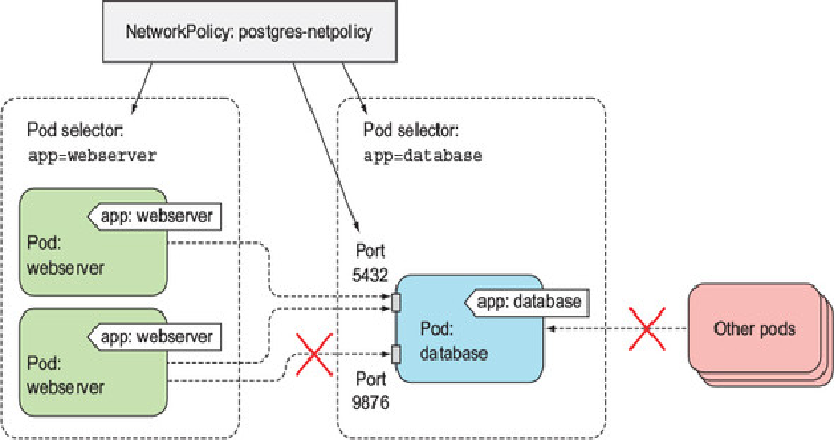 NetworkPolicy: postgres-netpolicy
Pod selector:
app=webserver
app: webserver
Pod:
webserver
app: webserver
Pod:
webserver
Pod selector:
app=database
Port
5432
app: database
Pod:
database
Port
9876
Other pods